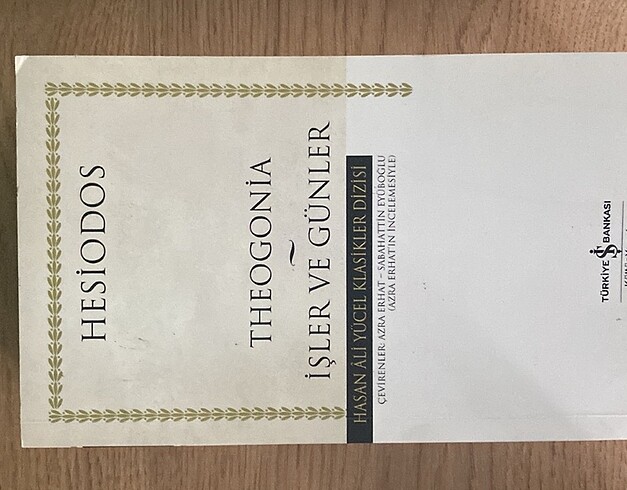 HESİODOS
THEOGONİA
~
İŞLER VE GÜNLER
HASAN ÂLİ YÜCEL KLASİKLER DİZİSİ
ÇEVİRENLER: AZRA ERHAT – SABAHATTİN EYÜBOĞLU
(AZRA ERHAT'IN İNCELEMESİYLE)
TÜRKİYE İŞ BANKASI